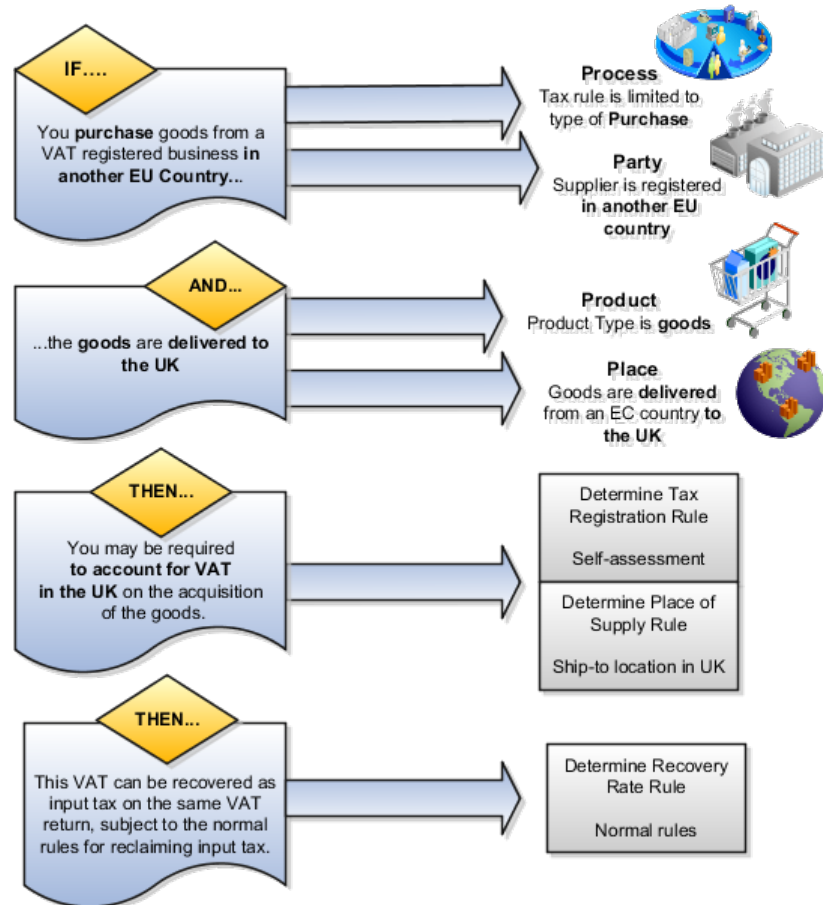 IF....
You purchase goods from a
VAT registered business in
another EU Country...
Process
Tax rule is limited to
type of Purchase
Party
Supplier is registered
in another EU
country
AND...
...the goods are delivered to
the UK
Product
Product Type is goods
Place
Goods are delivered
from an EC country to
the UK
THEN...
You may be required
to account for VAT
in the UK on the acquisition
of the goods.
Determine Tax
Registration Rule
Self-assessment
Determine Place of
Supply Rule
Ship-to location in UK
THEN...
This VAT can be recovered as
input tax on the same VAT
return, subject to the normal
rules for reclaiming input tax.
Determine Recovery
Rate Rule
Normal rules